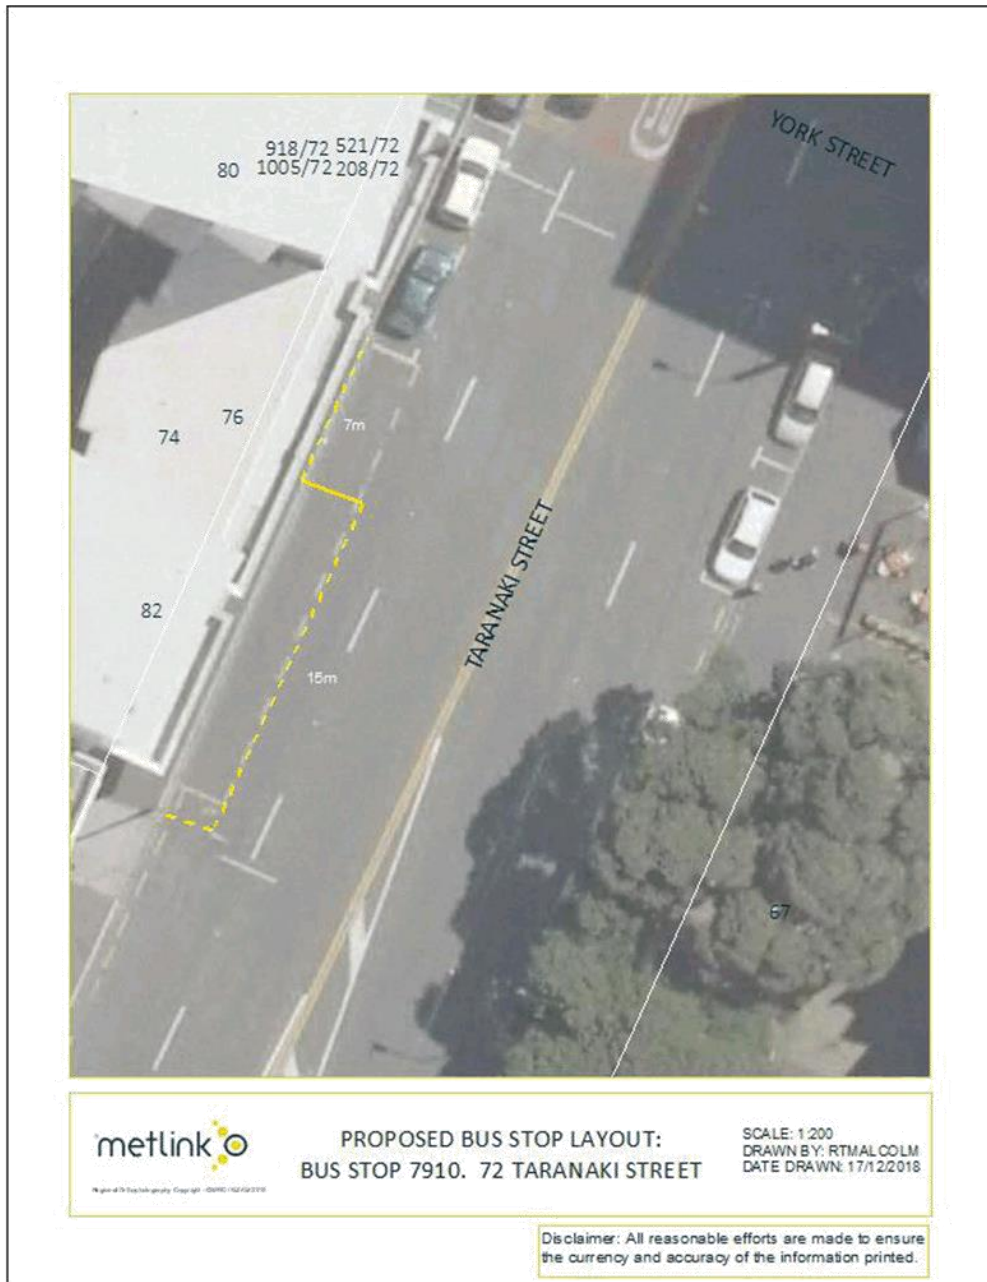 918/72 521/72
80 1005/72 208/72
YORK STREET
76
7m
74
TARANAKI STREET
82
15m
67
metlink
PROPOSED BUS STOP LAYOUT:
BUS STOP 7910. 72 TARANAKI STREET
SCALE: 1:200
DRAWN BY: RTMALCOLM
DATE DRAWN: 17/12/2018
Disclaimer: All reasonable efforts are made to ensure
the currency and accuracy of the information printed.